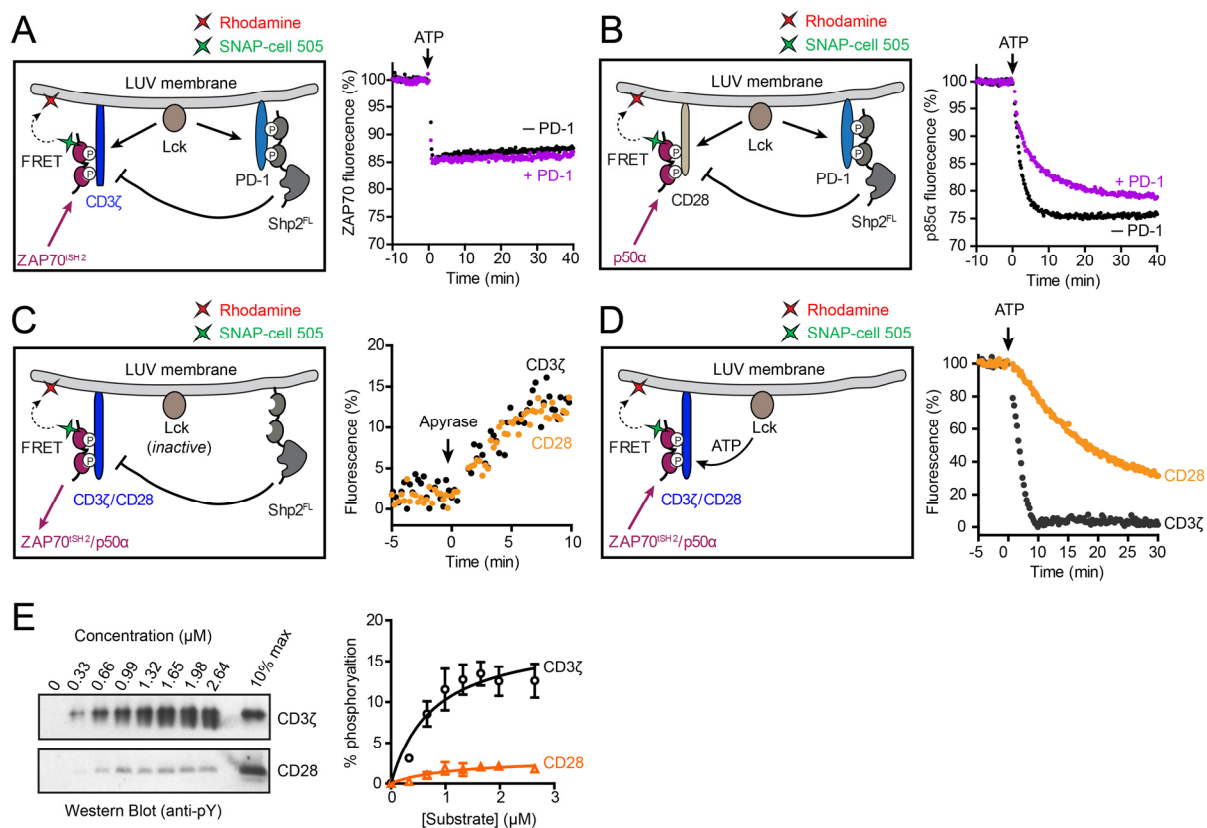 A
Rhodamine
SNAP-cell 505
LUV membrane
FRET
P
P
Lck
P
P
PD-1
CD3ζ
Shp2FL
ZAP70tSH2
ATP
ZAP70 fluorecence (%)
100
95
90
85
80
75
70
– PD-1
+ PD-1
-10 0 10 20 30 40
Time (min)
B
Rhodamine
SNAP-cell 505
LUV membrane
FRET
P
P
Lck
P
P
PD-1
CD28
Shp2FL
p50α
ATP
p85α fluorecence (%)
100
95
90
85
80
75
70
+ PD-1
– PD-1
-10 0 10 20 30 40
Time (min)
C
Rhodamine
SNAP-cell 505
LUV membrane
FRET
P
P
Lck
(inactive)
CD3ζ/CD28
Shp2FL
ZAP70tSH2/p50α
Fluorescence (%)
20
15
10
5
0
Apyrase
CD3ζ
CD28
-5 0 5 10
Time (min)
D
Rhodamine
SNAP-cell 505
LUV membrane
FRET
P
P
Lck
ATP
CD3ζ/CD28
ZAP70tSH2/p50α
ATP
Fluorescence (%)
100
80
60
40
20
0
CD28
CD3ζ
-5 0 5 10 15 20 25 30
Time (min)
E
Concentration (µM)
0 0.33 0.66 0.99 1.32 1.65 1.98 2.64 10% max
CD3ζ
CD28
Western Blot (anti-pY)
% phosphoryaltion
20
15
10
5
0
CD3ζ
CD28
0 1 2 3
[Substrate] (µM)